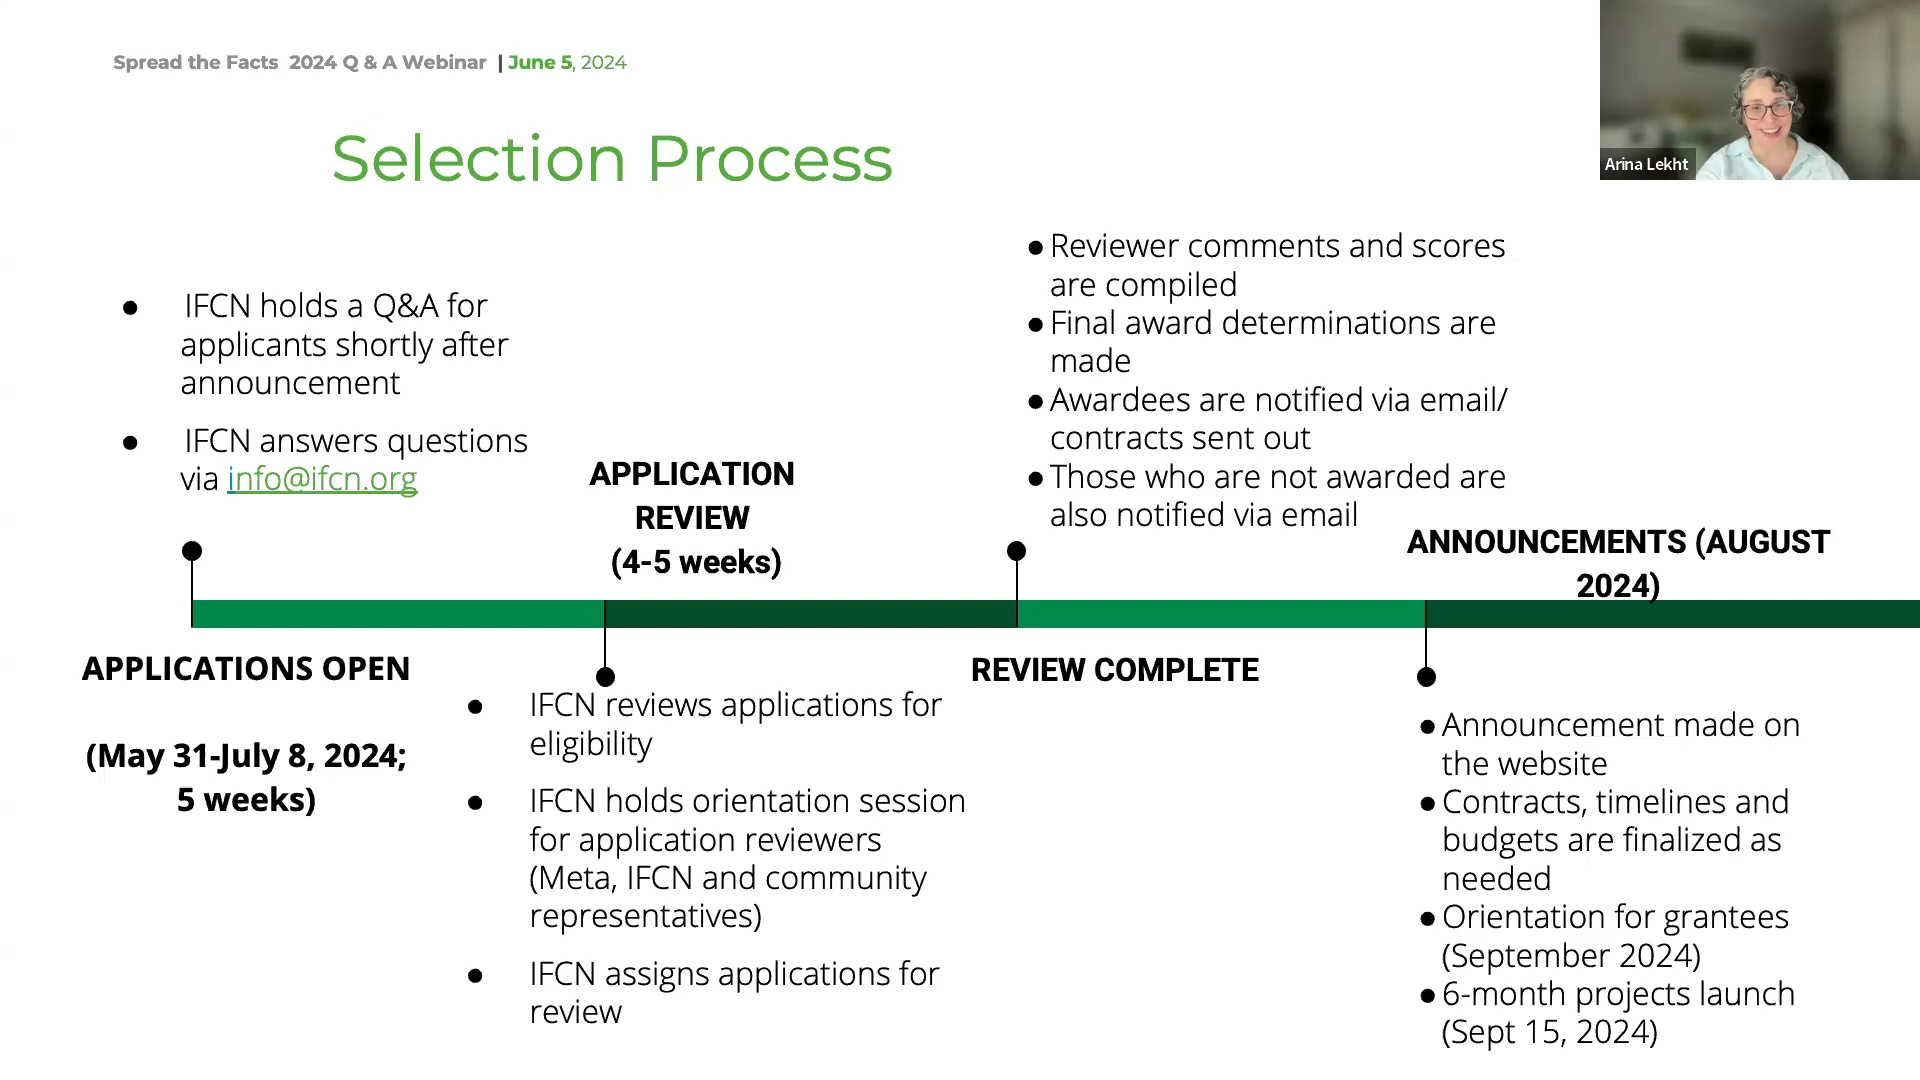 Spread the Facts 2024 Q & A Webinar | June 5, 2024
Arina Lekht
Selection Process
● IFCN holds a Q&A for
applicants shortly after
announcement
● IFCN answers questions
via info@ifcn.org
APPLICATION
REVIEW
(4-5 weeks)
● Reviewer comments and scores
are compiled
● Final award determinations are
made
● Awardees are notified via email/
contracts sent out
● Those who are not awarded are
also notified via email
ANNOUNCEMENTS (AUGUST
2024)
APPLICATIONS OPEN
(May 31-July 8, 2024;
5 weeks)
● IFCN reviews applications for
eligibility
● IFCN holds orientation session
for application reviewers
(Meta, IFCN and community
representatives)
● IFCN assigns applications for
review
REVIEW COMPLETE
● Announcement made on
the website
● Contracts, timelines and
budgets are finalized as
needed
● Orientation for grantees
(September 2024)
● 6-month projects launch
(Sept 15, 2024)